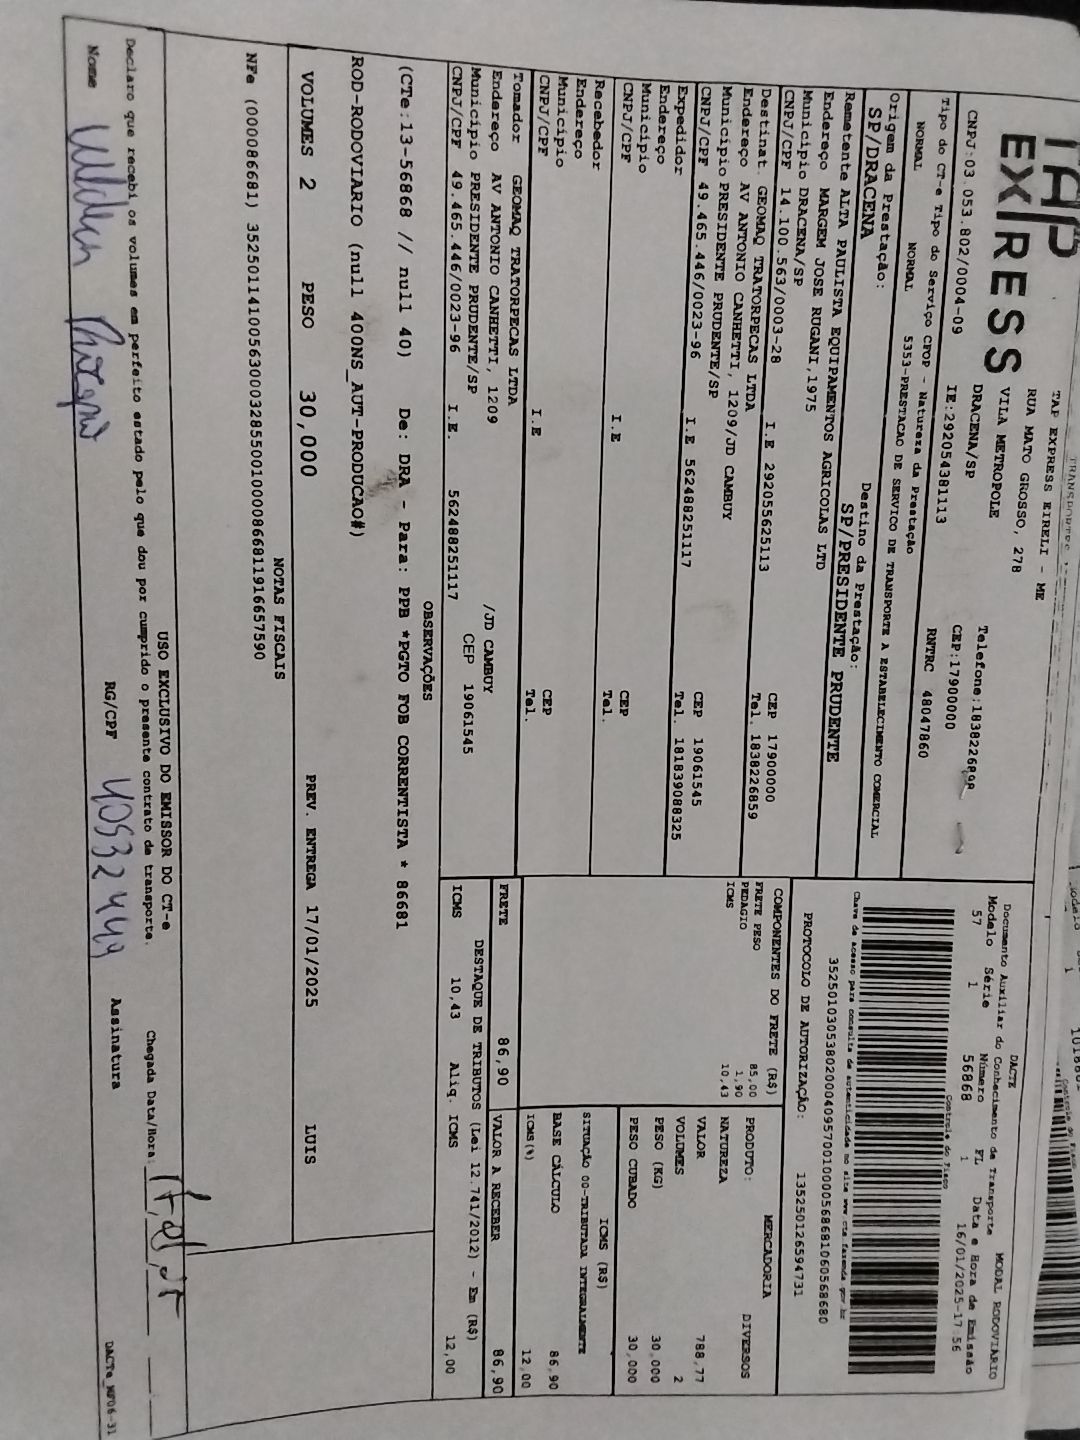 TAP
EX/RESS
TAP EXPRESS EIRELI - ME
RUA MATO GROSSO, 278
VILA METROPOLE
DRACENA/SP
CNPJ:03.053.802/0004-09 IE:292054381113 CEP:17900000
RNTRC 48047860
Tipo do CT-e Tipo do Serviço CFOP - Natureza da Prestação
NORMAL NORMAL 5353-PRESTACAO DE SERVICO DE TRANSPORTE A ESTABELECIMENTO COMERCIAL
Origem da Prestação: Destino da Prestação:
SP/DRACENA SP/PRESIDENTE PRUDENTE
Remetente ALTA PAULISTA EQUIPAMENTOS AGRICOLAS LTD
Endereço MARGEM JOSE RUGANI,1975
Município DRACENA/SP CEP 17900000
CNPJ/CPF 14.100.563/0003-28 I.E 292055625113 Tel. 1838226859
Destinat. GEOMAQ TRATORPECAS LTDA
Endereço AV ANTONIO CANHETTI, 1209/JD CAMBUY
Município PRESIDENTE PRUDENTE/SP CEP 19061545
CNPJ/CPF 49.465.446/0023-96 I.E 562488251117 Tel. 181839088325
Expedidor
Endereço
Município CEP
CNPJ/CPF I.E Tel.
Recebedor
Endereço
Município CEP
CNPJ/CPF I.E Tel.
Tomador GEOMAQ TRATORPECAS LTDA
Endereço AV ANTONIO CANHETTI, 1209 /JD CAMBUY
Município PRESIDENTE PRUDENTE/SP CEP 19061545
CNPJ/CPF 49.465.446/0023-96 I.E. 562488251117
DACTE MODAL RODOVIÁRIO
Documento Auxiliar do Conhecimento de Transporte
Modelo Série Número FL Data e Hora de Emissão
57 1 56868 1 16/01/2025-17:56
Controle do Fisco
Chave de acesso para consulta de autenticidade no site www.cte.fazenda.gov.br
35250103053802000409570010000568681060568680
PROTOCOLO DE AUTORIZAÇÃO: 135250126594731
COMPONENTES DO FRETE (R$)
FRETE PESO 85,00
PEDAGIO 1,90
ICMS 10,43
MERCADORIA
PRODUTO: DIVERSOS
NATUREZA
VALOR 788,77
VOLUMES 2
PESO (KG) 30,000
PESO CUBADO 30,000
ICMS (R$)
SITUAÇÃO 00-TRIBUTADA INTEGRALMENTE
BASE CÁLCULO 86,90
ICMS(%) 12,00
FRETE 86,90 VALOR A RECEBER 86,90
DESTAQUE DE TRIBUTOS (Lei 12.741/2012) - Em (R$)
ICMS 10,43 Aliq. ICMS 12,00
OBSERVAÇÕES
(CTe:13-56868 // null 40) De: DRA - Para: PPB *PGTO FOB CORRENTISTA * 86681
ROD-RODOVIARIO (null 400NS_AUT-PRODUCAO#)
VOLUMES 2 PESO 30,000 PREV. ENTREGA 17/01/2025 LUIS
NOTAS FISCAIS
NFe (000086681) 35250114100563000328550010000866811916657590
USO EXCLUSIVO DO EMISSOR DO CT-e
Declaro que recebi os volumes em perfeito estado pelo que dou por cumprido o presente contrato de transporte. Chegada Data/Hora:
Nome RG/CPF 40532449 Assinatura
DACTe_MF06-31